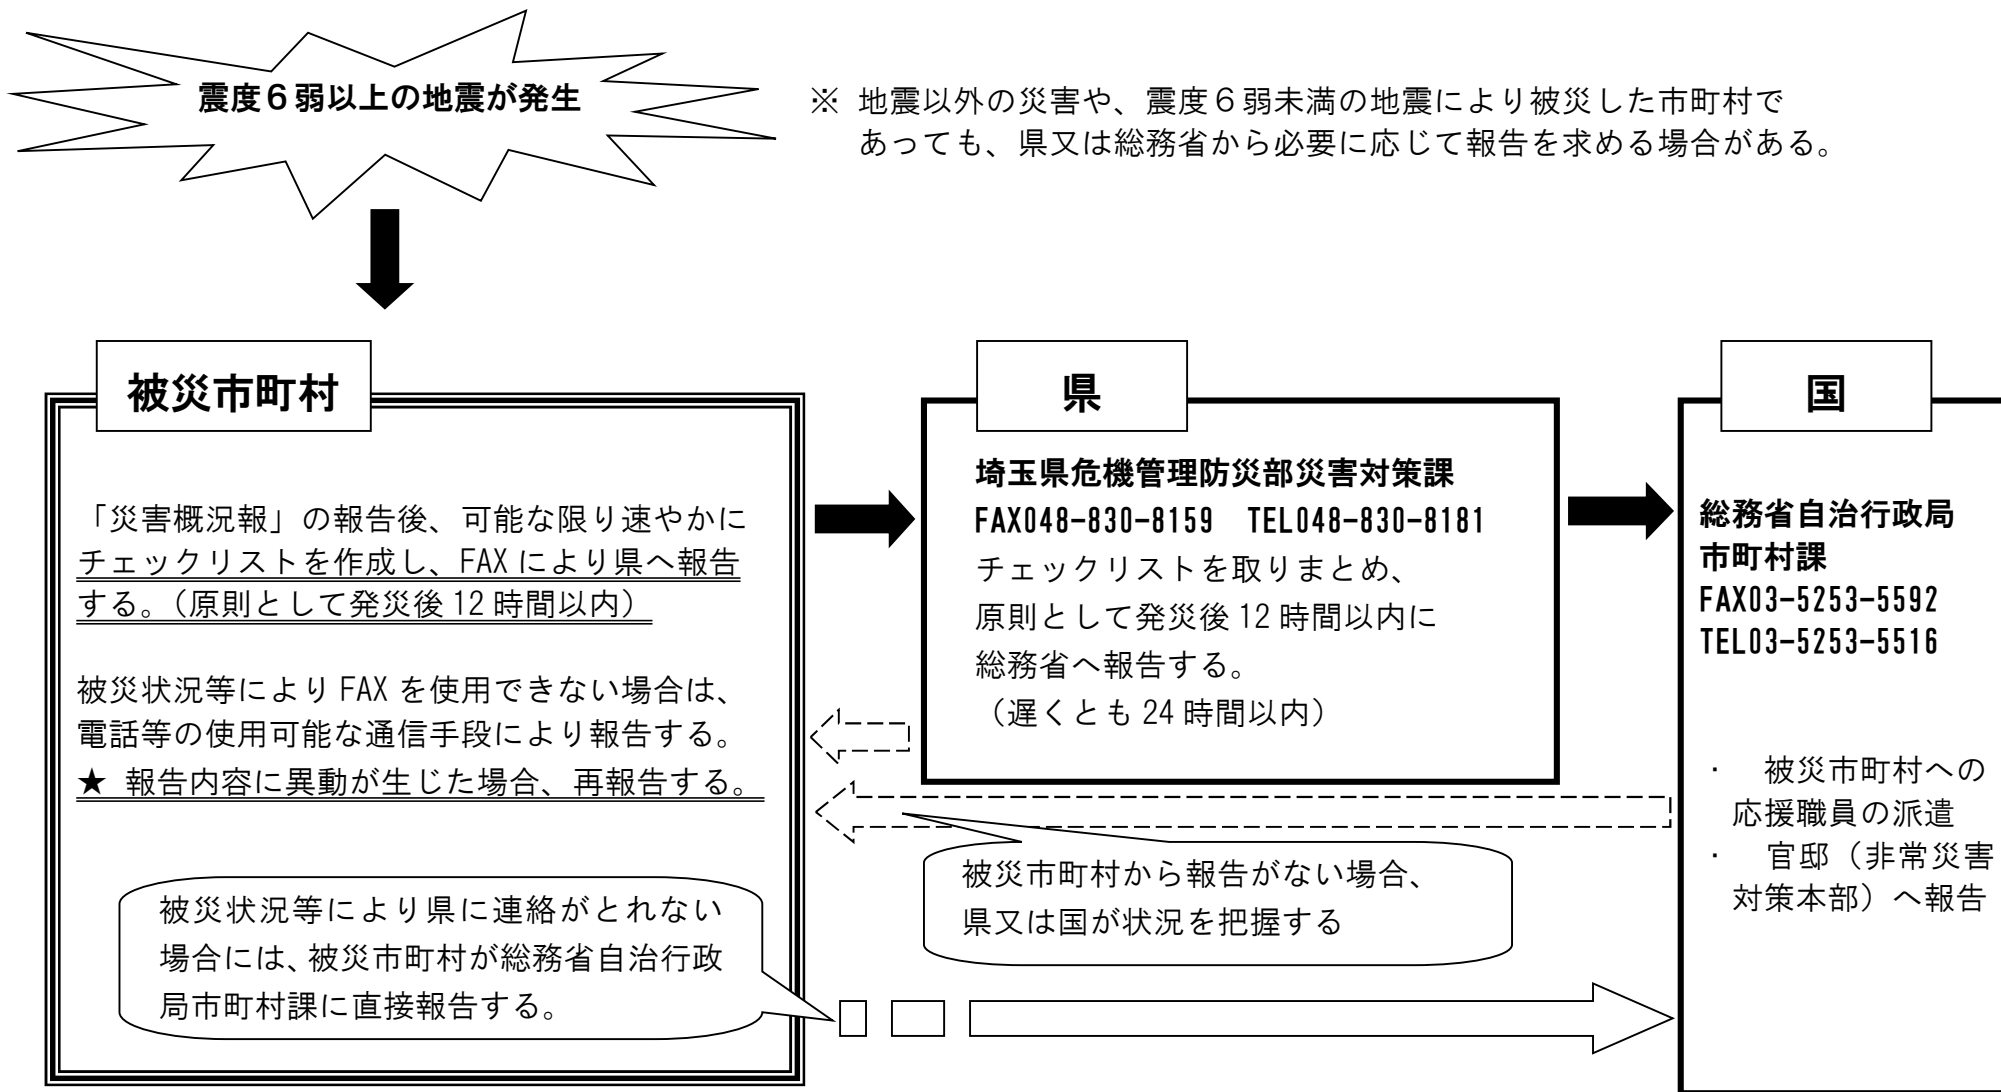 震度６弱以上の地震が発生
※ 地震以外の災害や、震度６弱未満の地震により被災した市町村で
あっても、県又は総務省から必要に応じて報告を求める場合がある。
被災市町村
「災害概況報」の報告後、可能な限り速やかに
チェックリストを作成し、FAXにより県へ報告
する。（原則として発災後12時間以内）
被災状況等によりFAXを使用できない場合は、
電話等の使用可能な通信手段により報告する。
★ 報告内容に異動が生じた場合、再報告する。
被災状況等により県に連絡がとれない
場合には、被災市町村が総務省自治行政
局市町村課に直接報告する。
県
埼玉県危機管理防災部災害対策課
FAX048-830-8159　TEL048-830-8181
チェックリストを取りまとめ、
原則として発災後12時間以内に
総務省へ報告する。
（遅くとも24時間以内）
被災市町村から報告がない場合、
県又は国が状況を把握する
国
総務省自治行政局
市町村課
FAX03-5253-5592
TEL03-5253-5516
・ 被災市町村への
応援職員の派遣
・ 官邸（非常災害
対策本部）へ報告